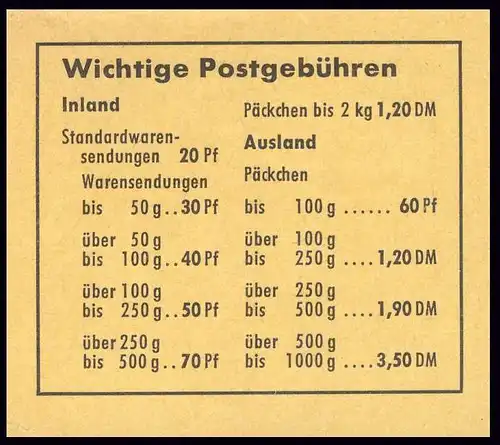 Wichtige Postgebühren
Inland
Standardwaren-
sendungen 20 Pf
Warensendungen
bis 50 g..30 Pf
über 50 g
bis 100 g..40 Pf
über 100 g
bis 250 g..50 Pf
über 250 g
bis 500 g..70 Pf
Päckchen bis 2 kg 1,20 DM
Ausland
Päckchen
bis 100 g ...... 60 Pf
über 100 g
bis 250 g ....1,20 DM
über 250 g
bis 500 g ....1,90 DM
über 500 g
bis 1000 g ....3,50 DM